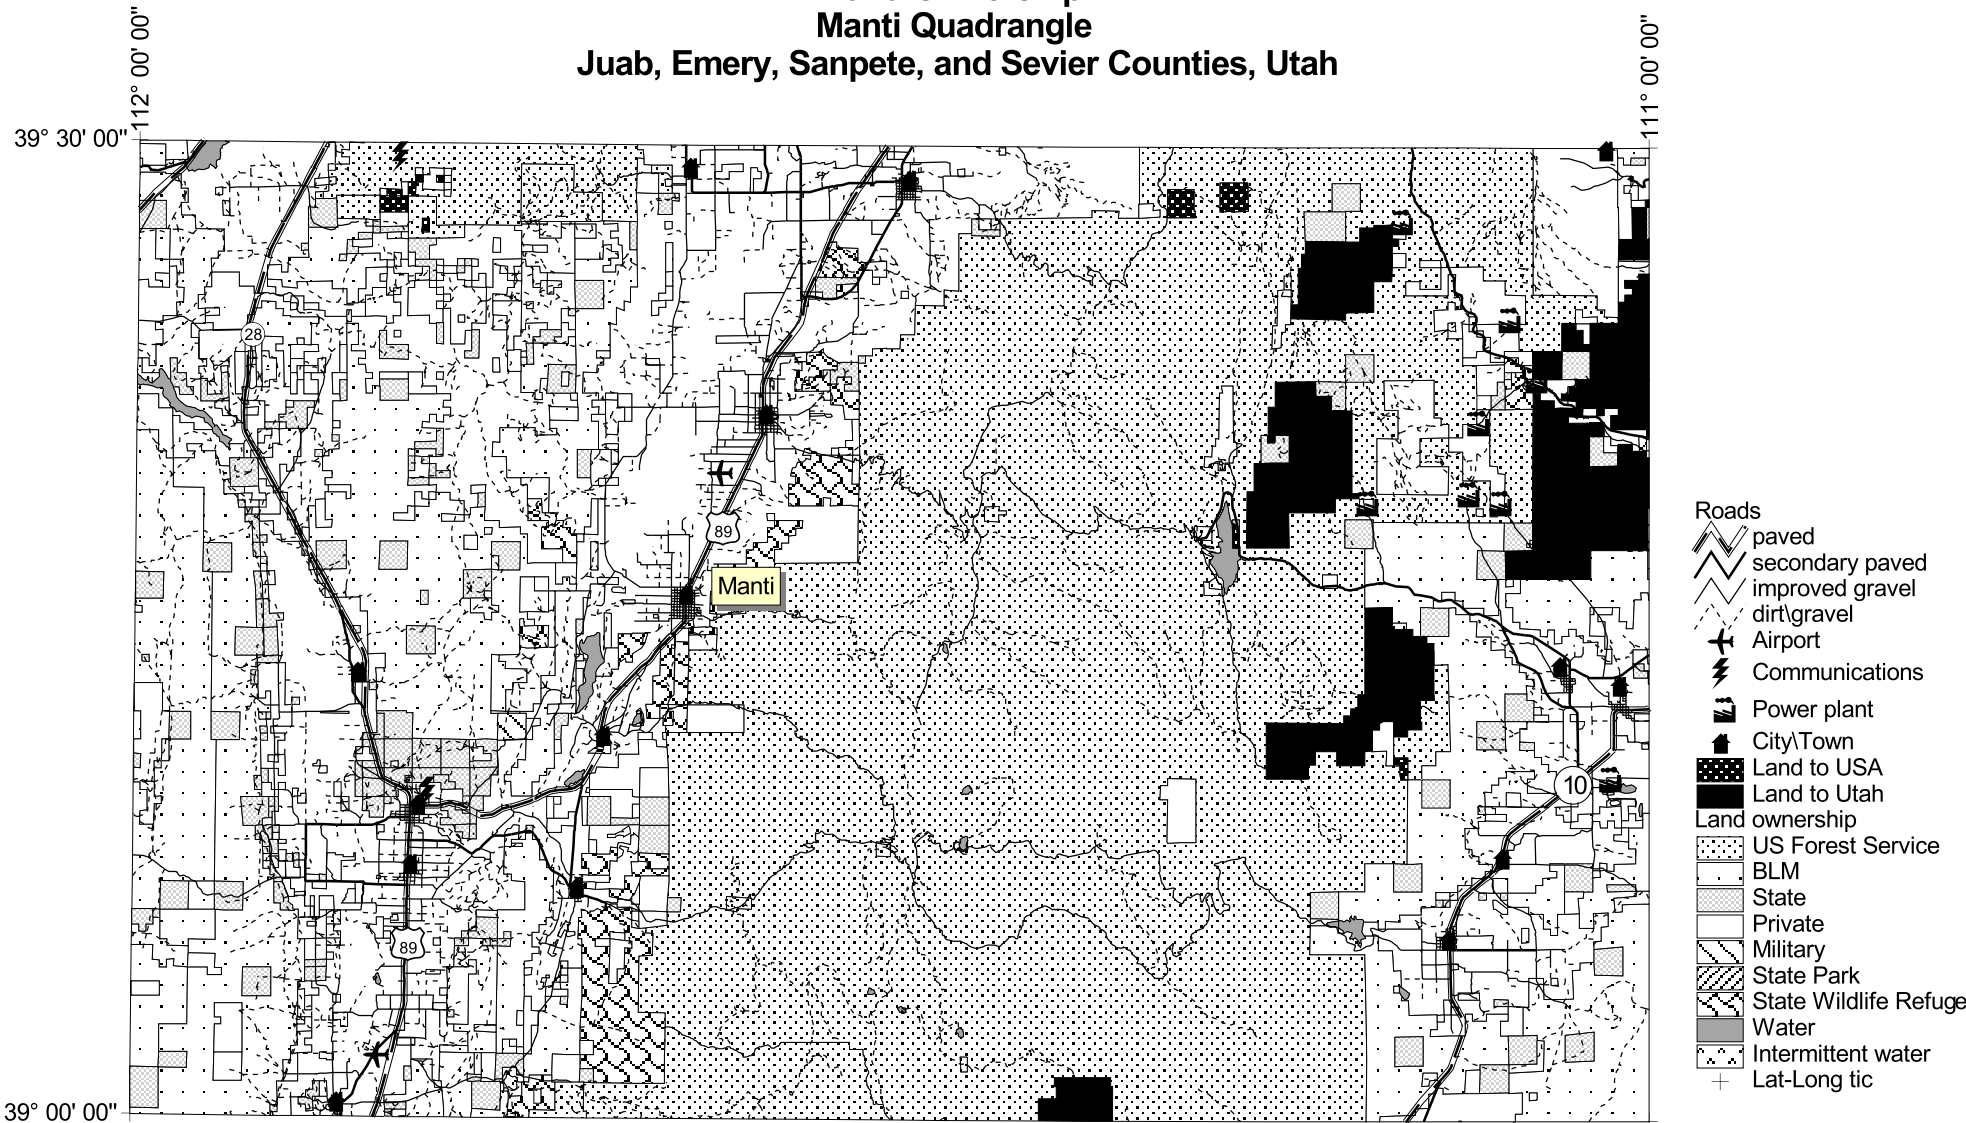 Manti Quadrangle
Juab, Emery, Sanpete, and Sevier Counties, Utah
112° 00' 00"
111° 00' 00"
39° 30' 00"
28
89
Manti
10
89
39° 00' 00"
Roads
paved
secondary paved
improved gravel
dirt\gravel
Airport
Communications
Power plant
City\Town
Land to USA
Land to Utah
Land ownership
US Forest Service
BLM
State
Private
Military
State Park
State Wildlife Refuge
Water
Intermittent water
Lat-Long tic